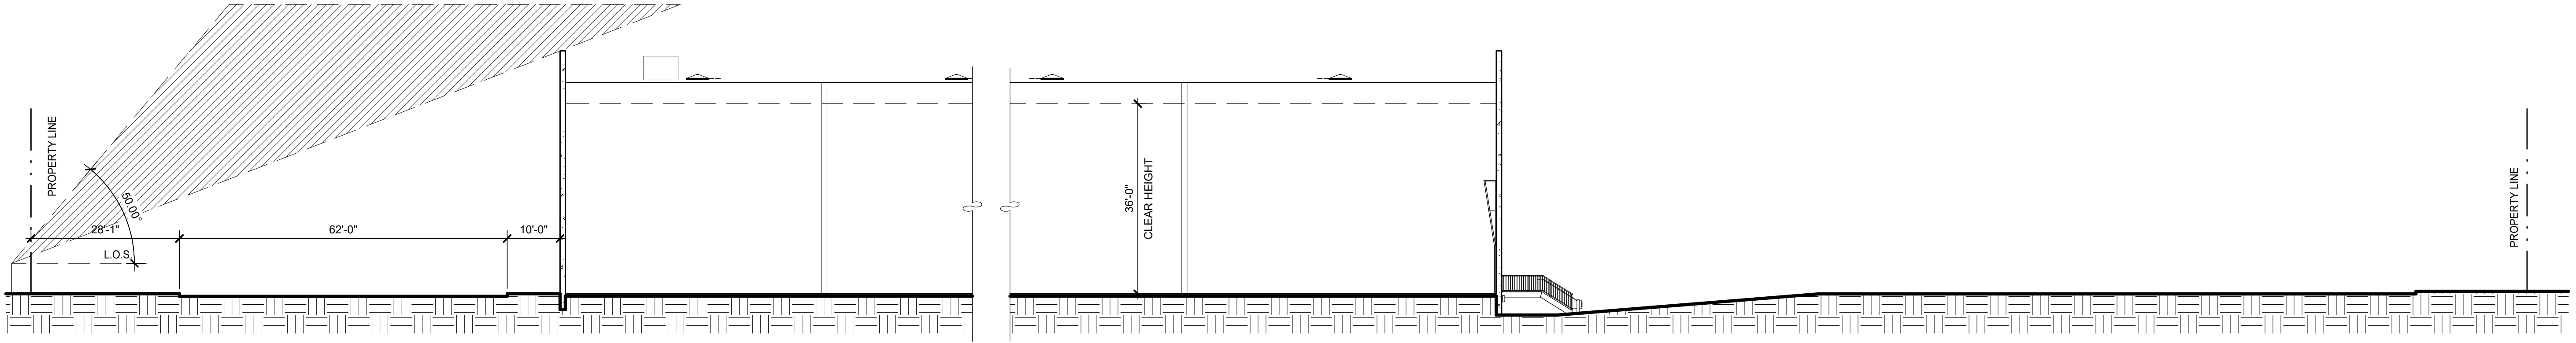 PROPERTY LINE
50.00°
28'-1"
62'-0"
10'-0"
L.O.S.
36'-0"
CLEAR HEIGHT
PROPERTY LINE